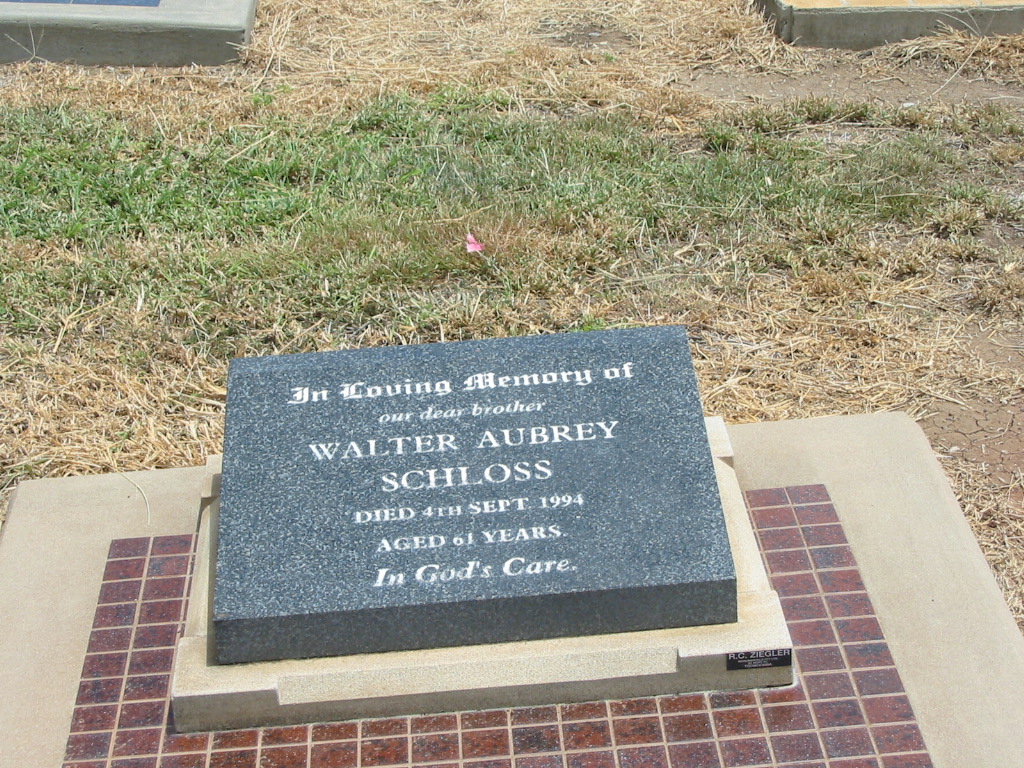 In Loving Memory of
our dear brother
WALTER AUBREY
SCHLOSS
DIED 4TH SEPT 1994
AGED 61 YEARS.
In God's Care.
R.C. ZIEGLER